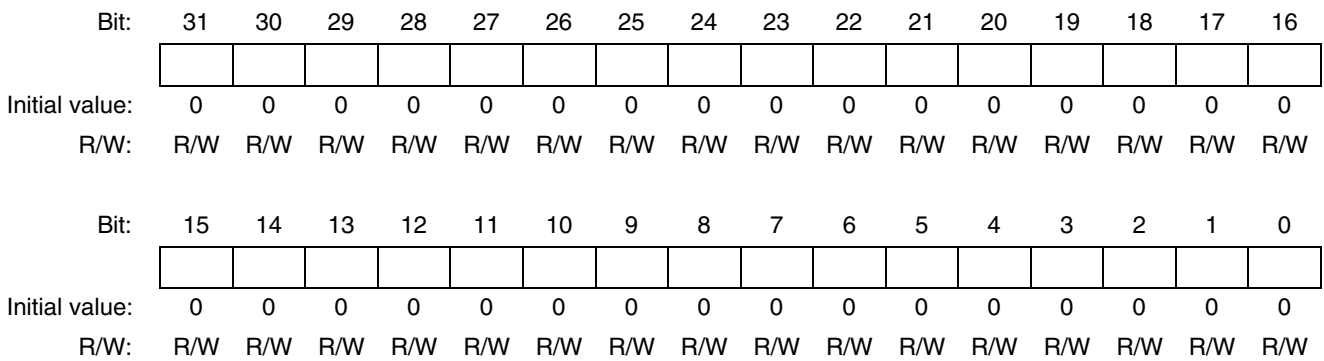 Bit: 31 30 29 28 27 26 25 24 23 22 21 20 19 18 17 16
Initial value: 0 0 0 0 0 0 0 0 0 0 0 0 0 0 0 0
R/W: R/W R/W R/W R/W R/W R/W R/W R/W R/W R/W R/W R/W R/W R/W R/W R/W
Bit: 15 14 13 12 11 10 9 8 7 6 5 4 3 2 1 0
Initial value: 0 0 0 0 0 0 0 0 0 0 0 0 0 0 0 0
R/W: R/W R/W R/W R/W R/W R/W R/W R/W R/W R/W R/W R/W R/W R/W R/W R/W